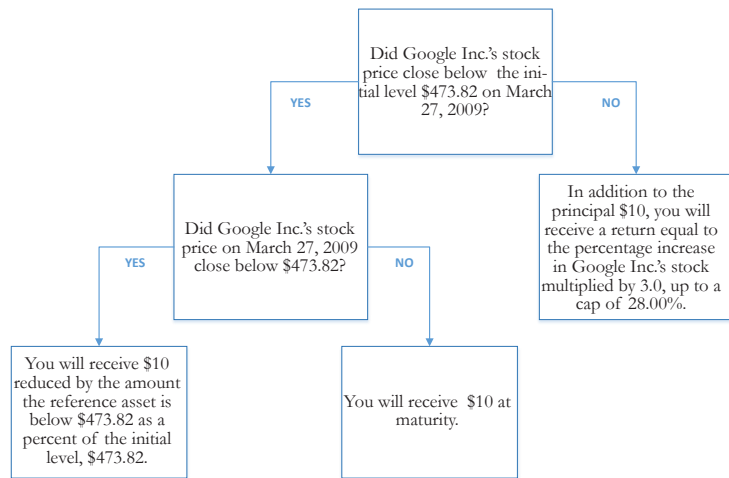 Did Google Inc.'s stock
price close below the ini-
tial level $473.82 on March
27, 2009?
YES
NO
Did Google Inc.'s stock
price on March 27, 2009
close below $473.82?
In addition to the
principal $10, you will
receive a return equal to
the percentage increase
in Google Inc.'s stock
multiplied by 3.0, up to a
cap of 28.00%.
YES
NO
You will receive $10
reduced by the amount
the reference asset is
below $473.82 as a
percent of the initial
level, $473.82.
You will receive $10 at
maturity.